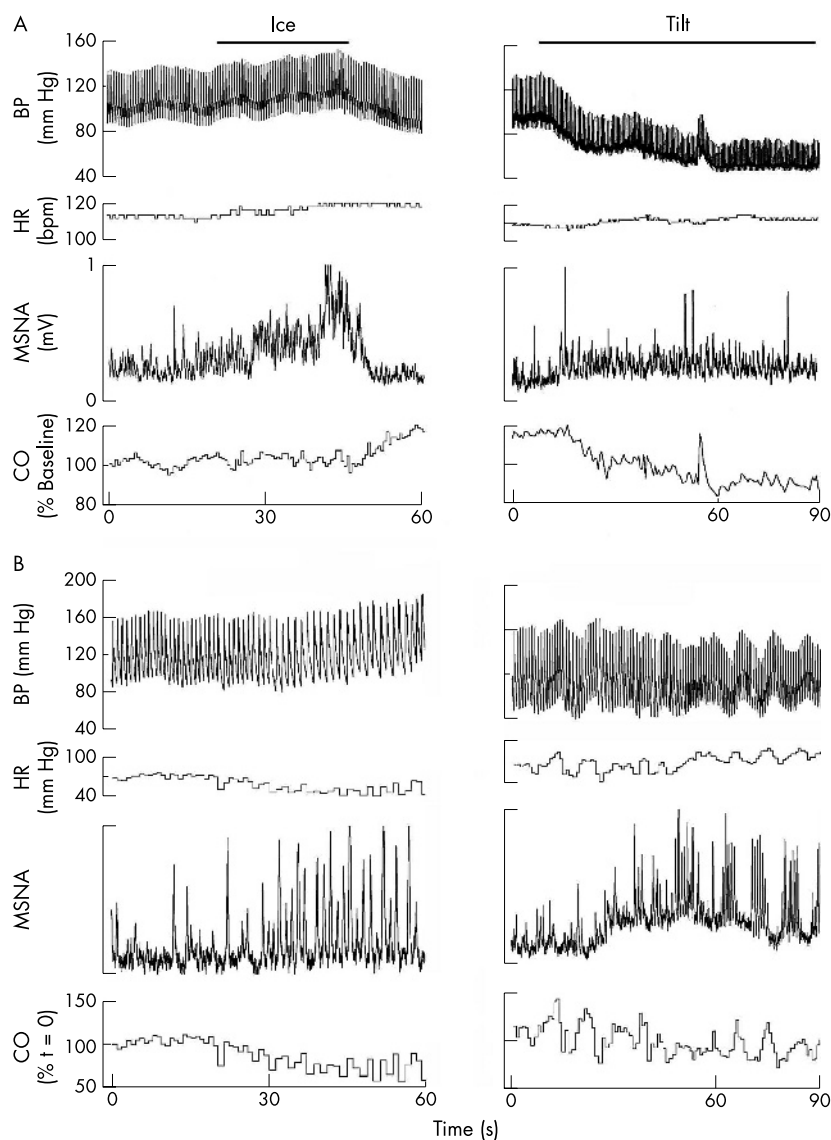 A
Ice
Tilt
BP
(mm Hg)
160
120
80
40
HR
(bpm)
120
100
MSNA
(mV)
1
0
CO
(% Baseline)
120
100
80
0 30 60
0 60 90
B
BP (mm Hg)
200
160
120
80
40
HR
(mm Hg)
100
40
MSNA
CO
(% t = 0)
150
100
50
0 30 60
0 60 90
Time (s)